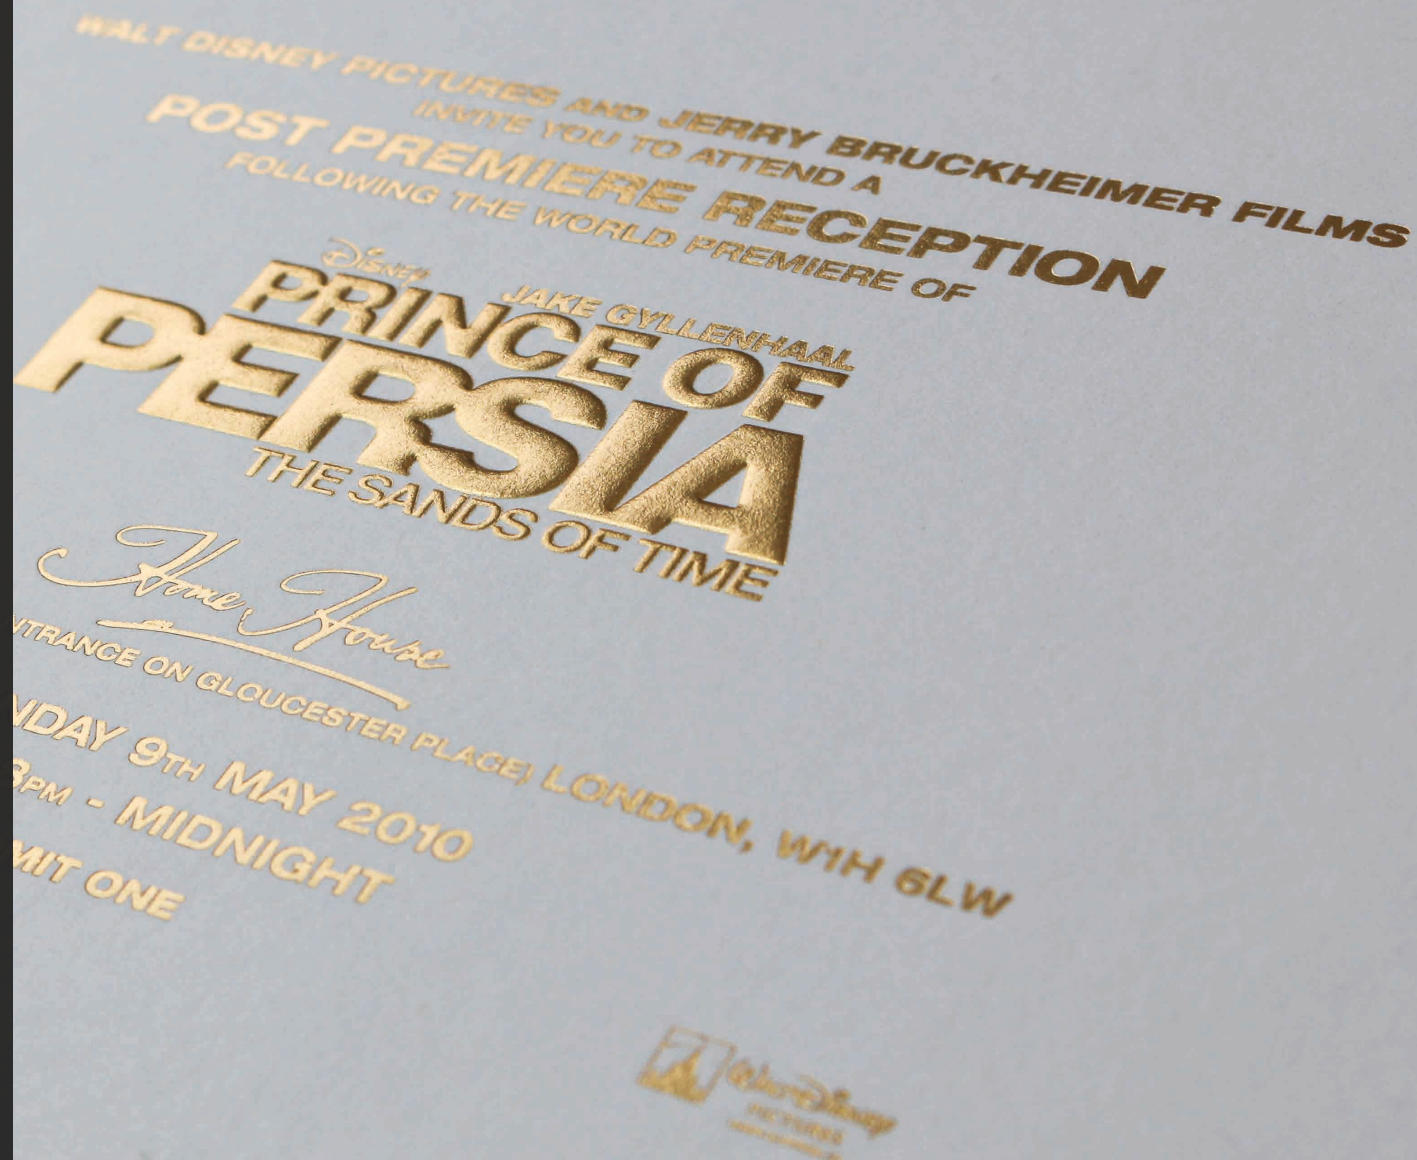 WALT DISNEY PICTURES AND JERRY BRUCKHEIMER FILMS
INVITE YOU TO ATTEND A
POST PREMIERE RECEPTION
FOLLOWING THE WORLD PREMIERE OF
DISNEY
JAKE GYLLENHAAL
PRINCE OF
PERSIA
THE SANDS OF TIME
Home House
NTRANCE ON GLOUCESTER PLACE) LONDON, W1H 6LW
NDAY 9TH MAY 2010
8PM - MIDNIGHT
MIT ONE
WALT DISNEY
PICTURES